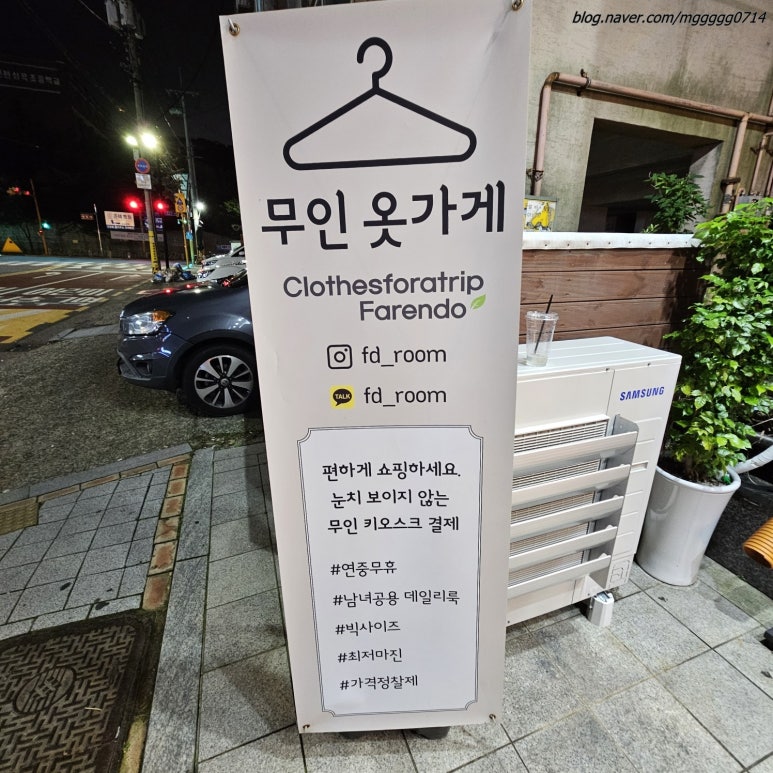 blog.naver.com/mggggg0714
무인 옷가게
Clothesforatrip
Farendo
fd_room
TALK fd_room
편하게 쇼핑하세요.
눈치 보이지 않는
무인 키오스크 결제
#연중무휴
#남녀공용 데일리룩
#빅사이즈
#최저마진
#가격정찰제
SAMSUNG